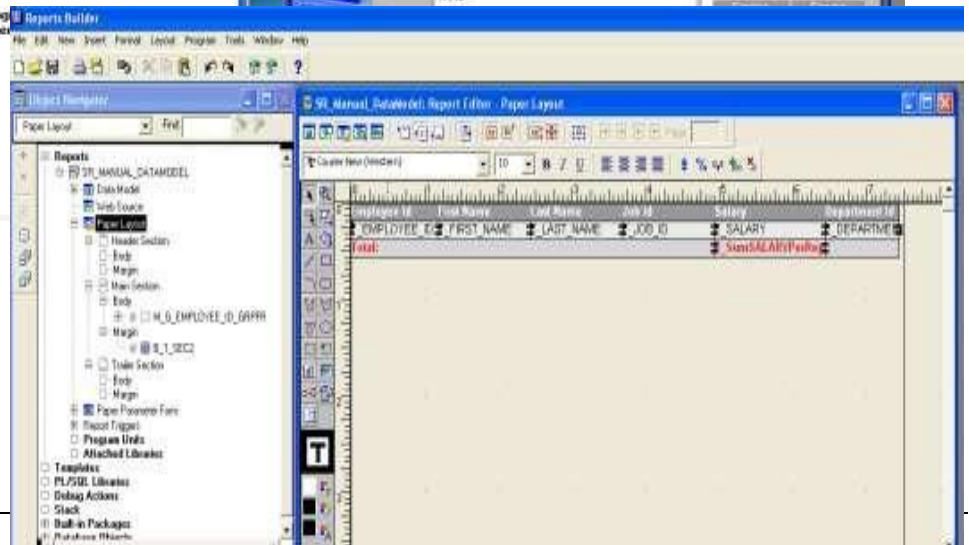 Reports Builder
File Edit View Insert Format Layout Program Tools Window Help
Object Navigator
Paper Layout Find
Reports
SR_MANUAL_DATAMODEL
Data Model
Web Source
Paper Layout
Header Section
Body
Margin
Main Section
Body
M_G_EMPLOYEE_ID_GRPFR
Margin
B_1_SEC2
Trailer Section
Body
Margin
Paper Parameter Form
Report Triggers
Program Units
Attached Libraries
Templates
PL/SQL Libraries
Debug Actions
Stack
Built-in Packages
Database Objects
SR_Manual_DataModel: Report Editor - Paper Layout
Page
Courier New (Western) 10 B I U
Employee Id First Name Last Name Job Id Salary Department Id
EMPLOYEE_ID FIRST_NAME LAST_NAME JOB_ID SALARY DEPARTME
Total: SumSALARYPerRep
T